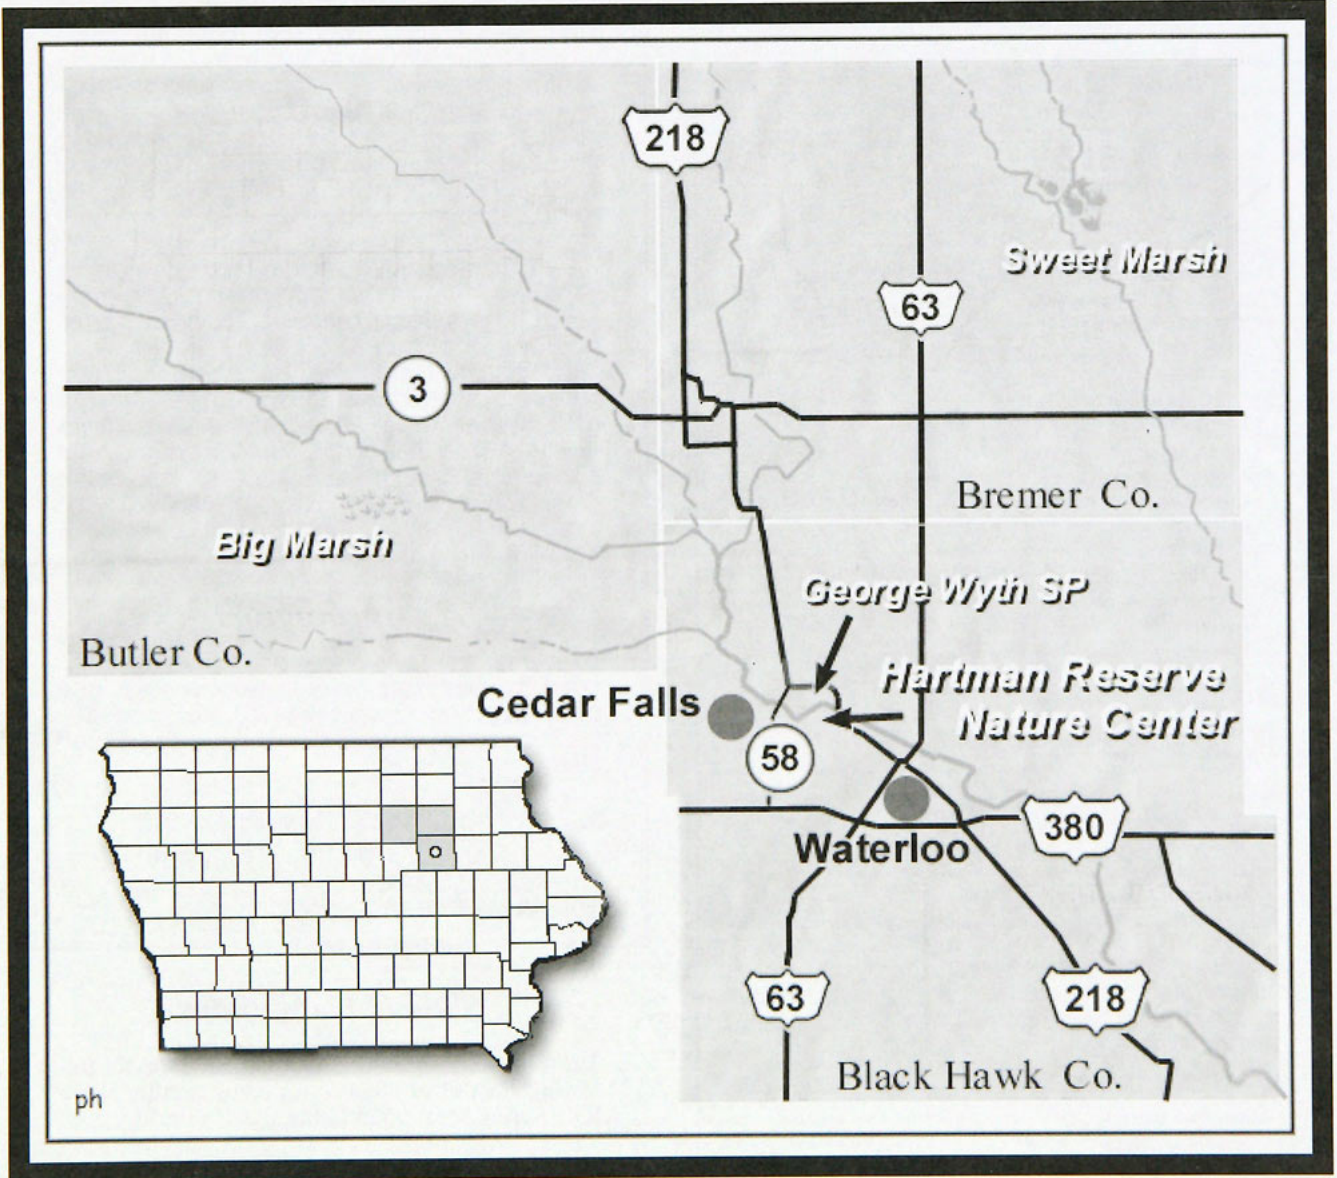 218
Sweet Marsh
63
3
Bremer Co.
Big Marsh
George Wyth SP
Butler Co.
Hartman Reserve
Nature Center
Cedar Falls
58
380
Waterloo
63
218
Black Hawk Co.
ph